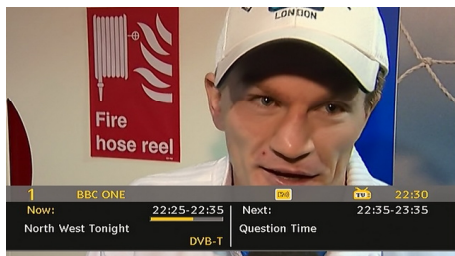 LONDON
Fire
hose reel
1 BBC ONE 22:30
Now: 22:25-22:35 Next: 22:35-23:35
North West Tonight Question Time
DVB-T